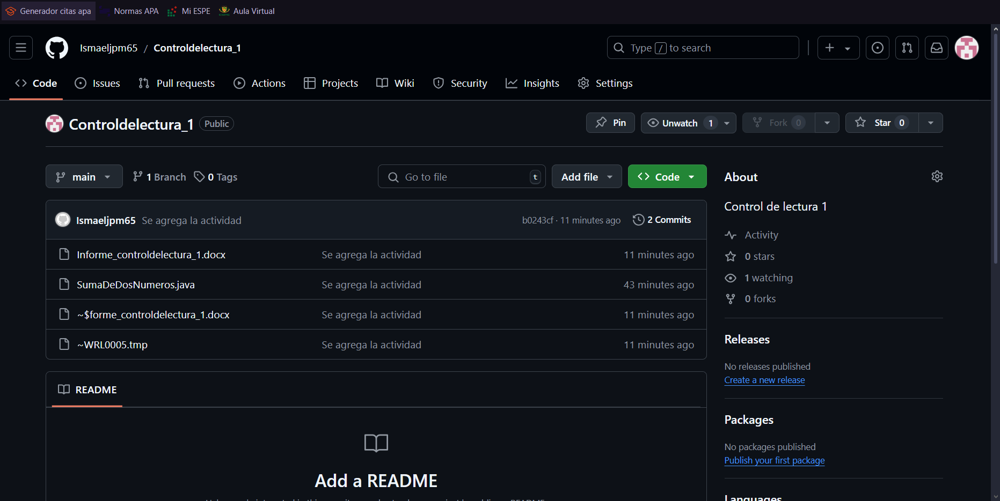 Generador citas apa Normas APA Mi ESPE Aula Virtual
Ismaeljpm65 / Controldelectura_1
Type / to search
Code Issues Pull requests Actions Projects Wiki Security Insights Settings
Controldelectura_1 Public
Pin Unwatch 1 Fork 0 Star 0
main 1 Branch 0 Tags
Go to file t
Add file
Code
Ismaeljpm65 Se agrega la actividad b0243cf · 11 minutes ago 2 Commits
Informe_controldelectura_1.docx Se agrega la actividad 11 minutes ago
SumaDeDosNumeros.java Se agrega la actividad 43 minutes ago
~$forme_controldelectura_1.docx Se agrega la actividad 11 minutes ago
~WRL0005.tmp Se agrega la actividad 11 minutes ago
README
Add a README
About
Control de lectura 1
Activity
0 stars
1 watching
0 forks
Releases
No releases published
Create a new release
Packages
No packages published
Publish your first package
Languages